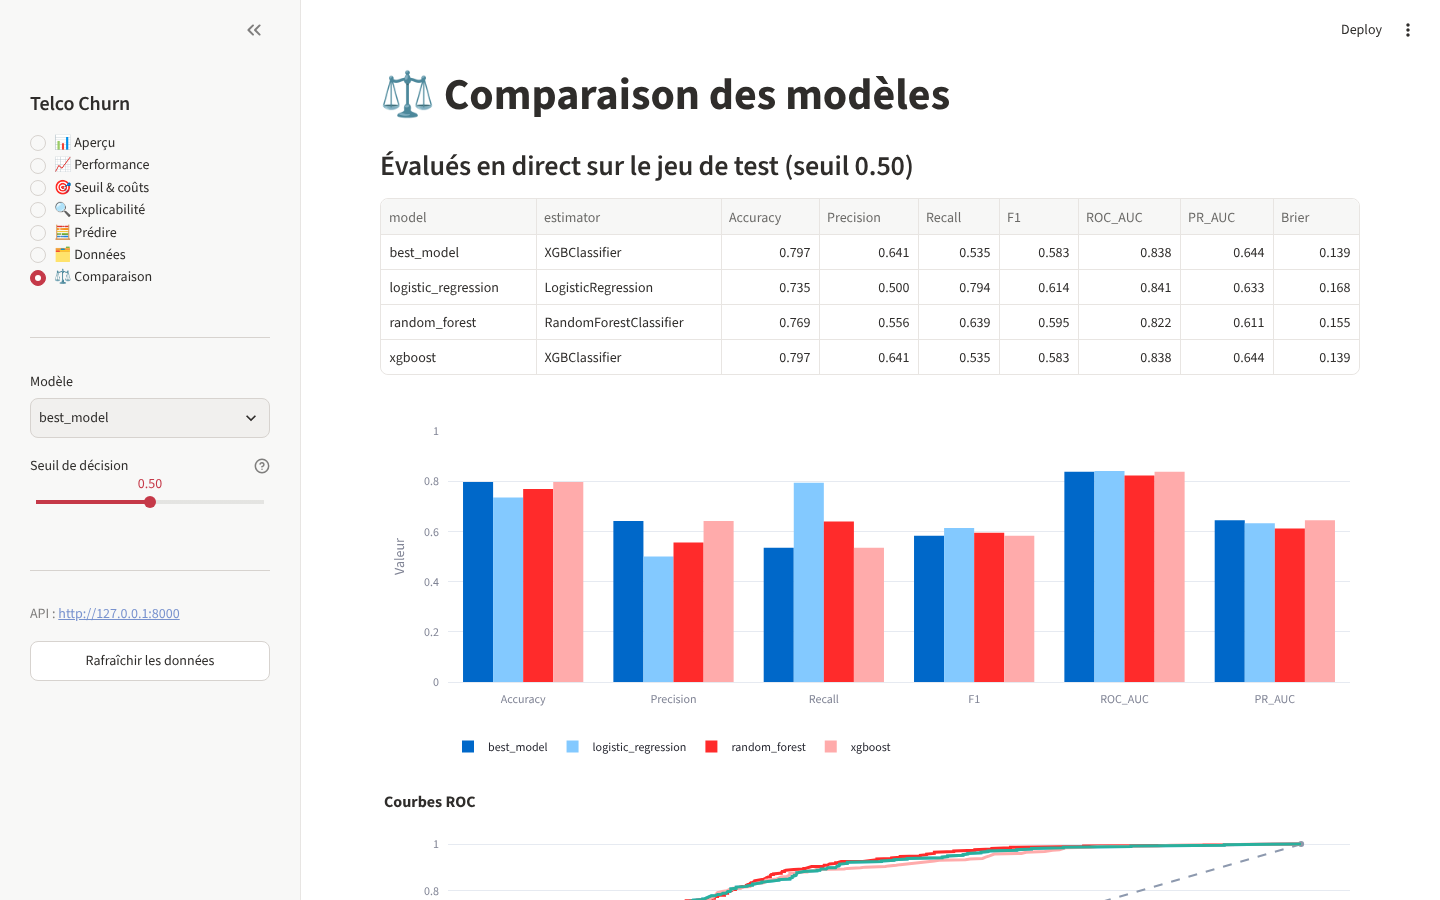 Deploy
Telco Churn
📊 Aperçu
📈 Performance
🎯 Seuil & coûts
🔍 Explicabilité
🧮 Prédire
🗂️ Données
⚖️ Comparaison
Modèle
best_model
Seuil de décision
0.50
API : http://127.0.0.1:8000
Rafraîchir les données
⚖️ Comparaison des modèles
Évalués en direct sur le jeu de test (seuil 0.50)
model estimator Accuracy Precision Recall F1 ROC_AUC PR_AUC Brier
best_model XGBClassifier 0.797 0.641 0.535 0.583 0.838 0.644 0.139
logistic_regression LogisticRegression 0.735 0.500 0.794 0.614 0.841 0.633 0.168
random_forest RandomForestClassifier 0.769 0.556 0.639 0.595 0.822 0.611 0.155
xgboost XGBClassifier 0.797 0.641 0.535 0.583 0.838 0.644 0.139
Valeur
1
0.8
0.6
0.4
0.2
0
Accuracy Precision Recall F1 ROC_AUC PR_AUC
best_model logistic_regression random_forest xgboost
Courbes ROC
1
0.8